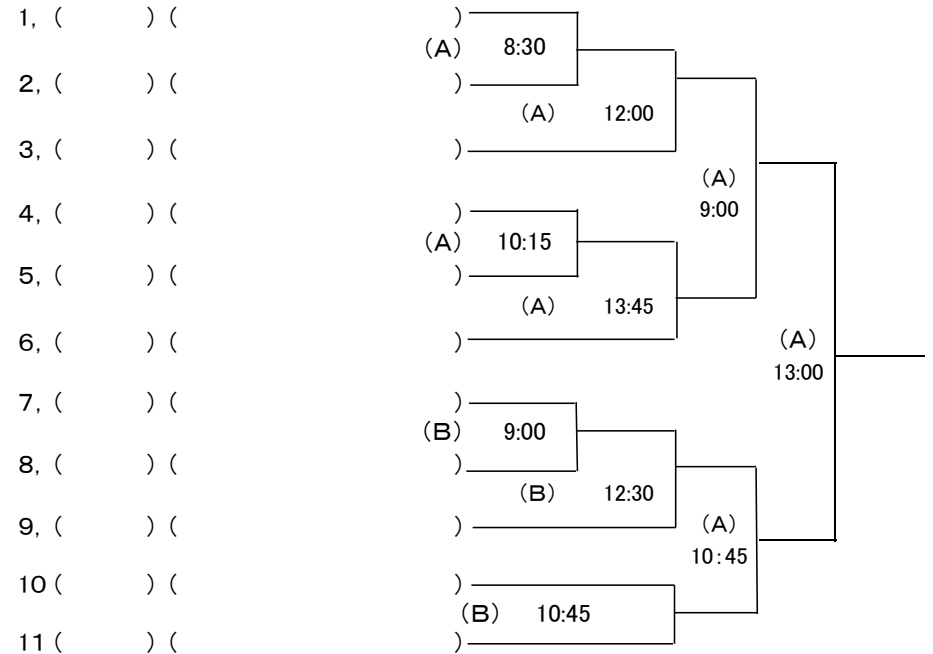 1, (　　　) (　　　　　　　　　)
（A） 8:30
2, (　　　) (　　　　　　　　　)
（A） 12:00
3, (　　　) (　　　　　　　　　)
（A）
9:00
4, (　　　) (　　　　　　　　　)
（A） 10:15
5, (　　　) (　　　　　　　　　)
（A） 13:45
6, (　　　) (　　　　　　　　　)
（A）
13:00
7, (　　　) (　　　　　　　　　)
（B） 9:00
8, (　　　) (　　　　　　　　　)
（B） 12:30
9, (　　　) (　　　　　　　　　)
（A）
10:45
10 (　　　) (　　　　　　　　　)
（B） 10:45
11 (　　　) (　　　　　　　　　)